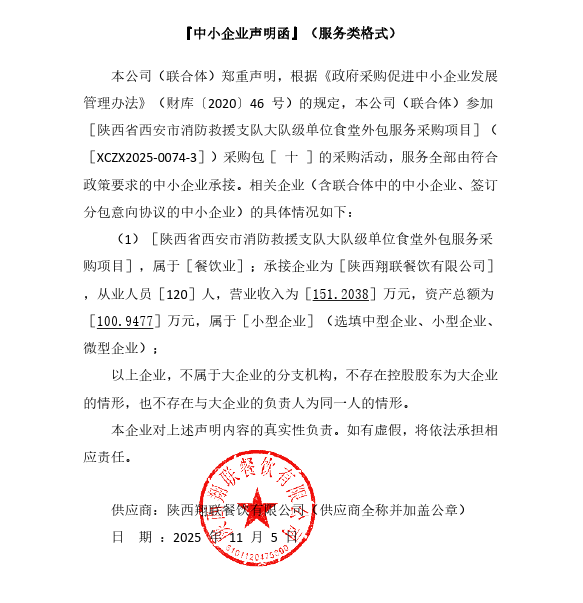 『中小企业声明函』（服务类格式）
本公司（联合体）郑重声明，根据《政府采购促进中小企业发展
管理办法》（财库〔2020〕46 号）的规定，本公司（联合体）参加
［陕西省西安市消防救援支队大队级单位食堂外包服务采购项目］（
［XCZX2025-0074-3］）采购包［ 十 ］的采购活动，服务全部由符合
政策要求的中小企业承接。相关企业（含联合体中的中小企业、签订
分包意向协议的中小企业）的具体情况如下：
（1）［陕西省西安市消防救援支队大队级单位食堂外包服务采
购项目］，属于［餐饮业］；承接企业为［陕西翔联餐饮有限公司］
，从业人员［120］人，营业收入为［151.2038］万元，资产总额为
［100.9477］万元，属于［小型企业］（选填中型企业、小型企业、
微型企业）；
以上企业，不属于大企业的分支机构，不存在控股股东为大企业
的情形，也不存在与大企业的负责人为同一人的情形。
本企业对上述声明内容的真实性负责。如有虚假，将依法承担相
应责任。
供应商：陕西翔联餐饮有限公司（供应商全称并加盖公章）
日 期：2025 年 11 月 5 日
陕西翔联餐饮有限公司